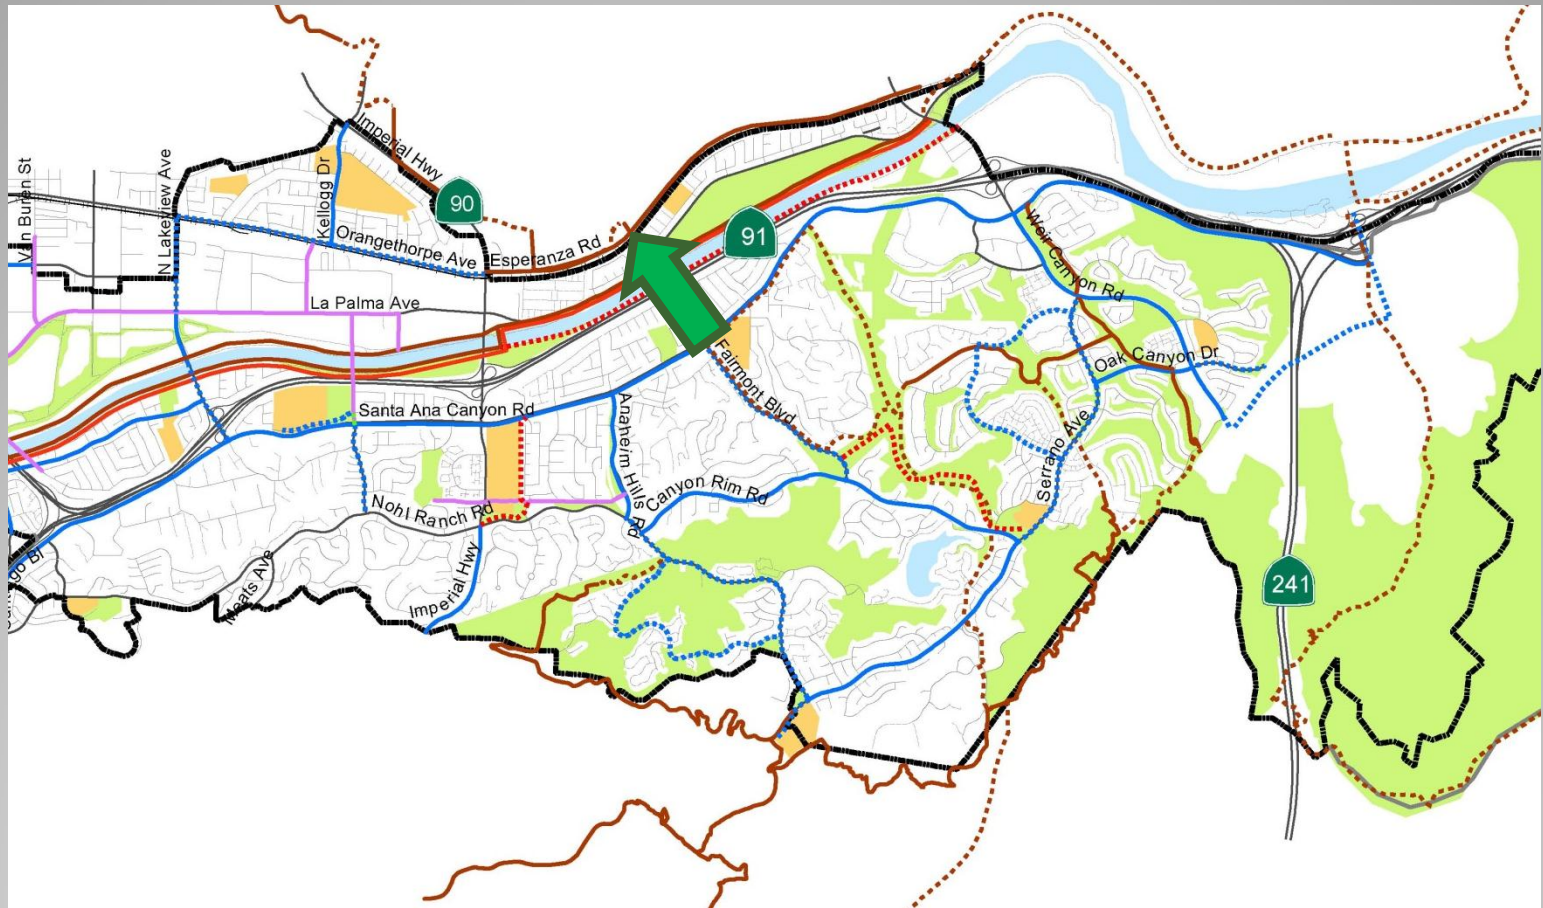 Imperial Hwy
Van Buren St
N Lakeview Ave
Kellogg Dr
90
91
Orangethorpe Ave
Esperanza Rd
Weir Canyon Rd
La Palma Ave
Fairmont Blvd
Oak Canyon Dr
Santa Ana Canyon Rd
Anaheim Hills Rd
Serrano Ave
Canyon Rim Rd
Nohl Ranch Rd
Imperial Hwy
Meats Ave
241